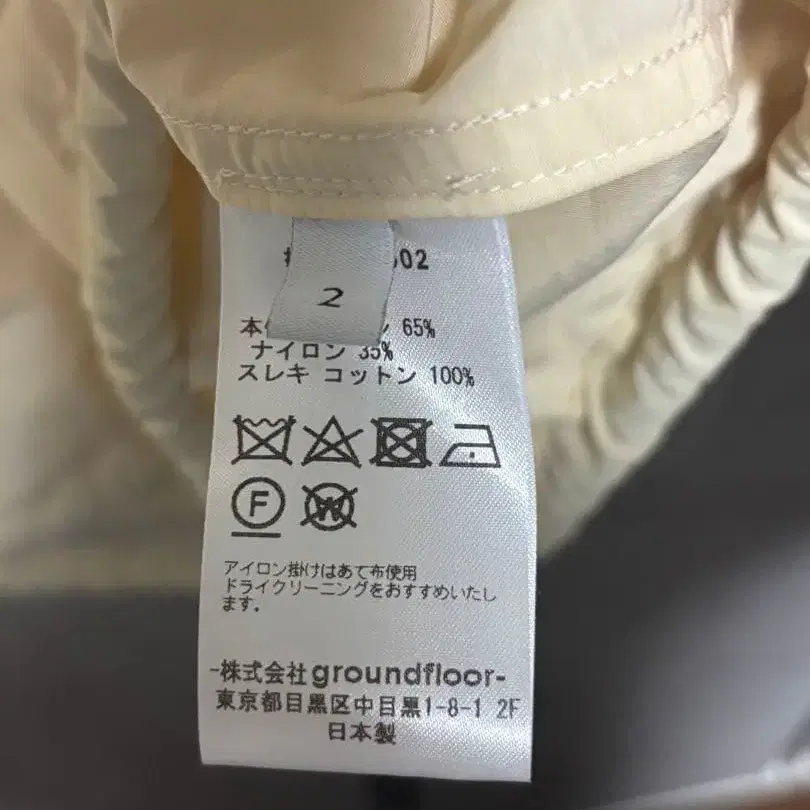 02
2
本 65%
ナイロン 35%
スレキ コットン 100%
F
W
アイロン掛けはあて布使用
ドライクリーニングをおすすめいたし
ます。
-株式会社groundfloor-
東京都目黒区中目黒1-8-1 2F
日本製